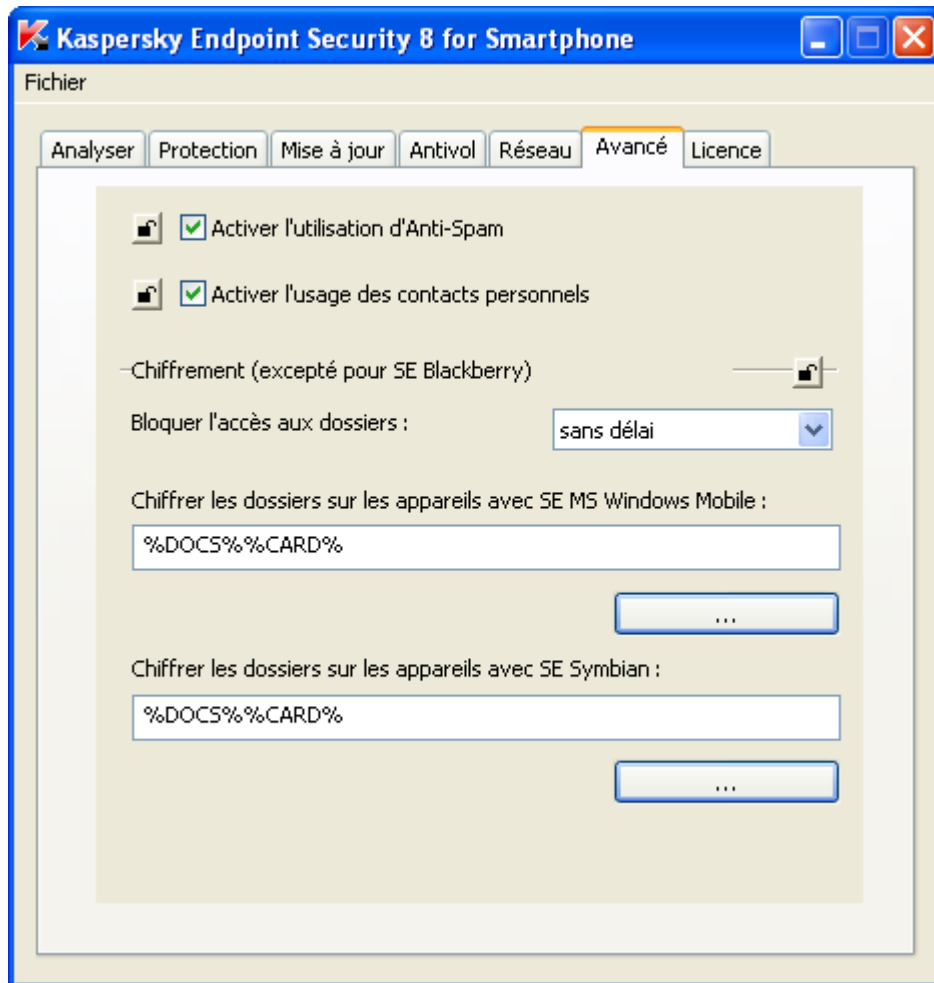 Kaspersky Endpoint Security 8 for Smartphone
Fichier
Analyser Protection Mise à jour Antivol Réseau Avancé Licence
Activer l'utilisation d'Anti-Spam
Activer l'usage des contacts personnels
Chiffrement (excepté pour SE Blackberry)
Bloquer l'accès aux dossiers : sans délai
Chiffrer les dossiers sur les appareils avec SE MS Windows Mobile :
%DOCS%%CARD%
...
Chiffrer les dossiers sur les appareils avec SE Symbian :
%DOCS%%CARD%
...